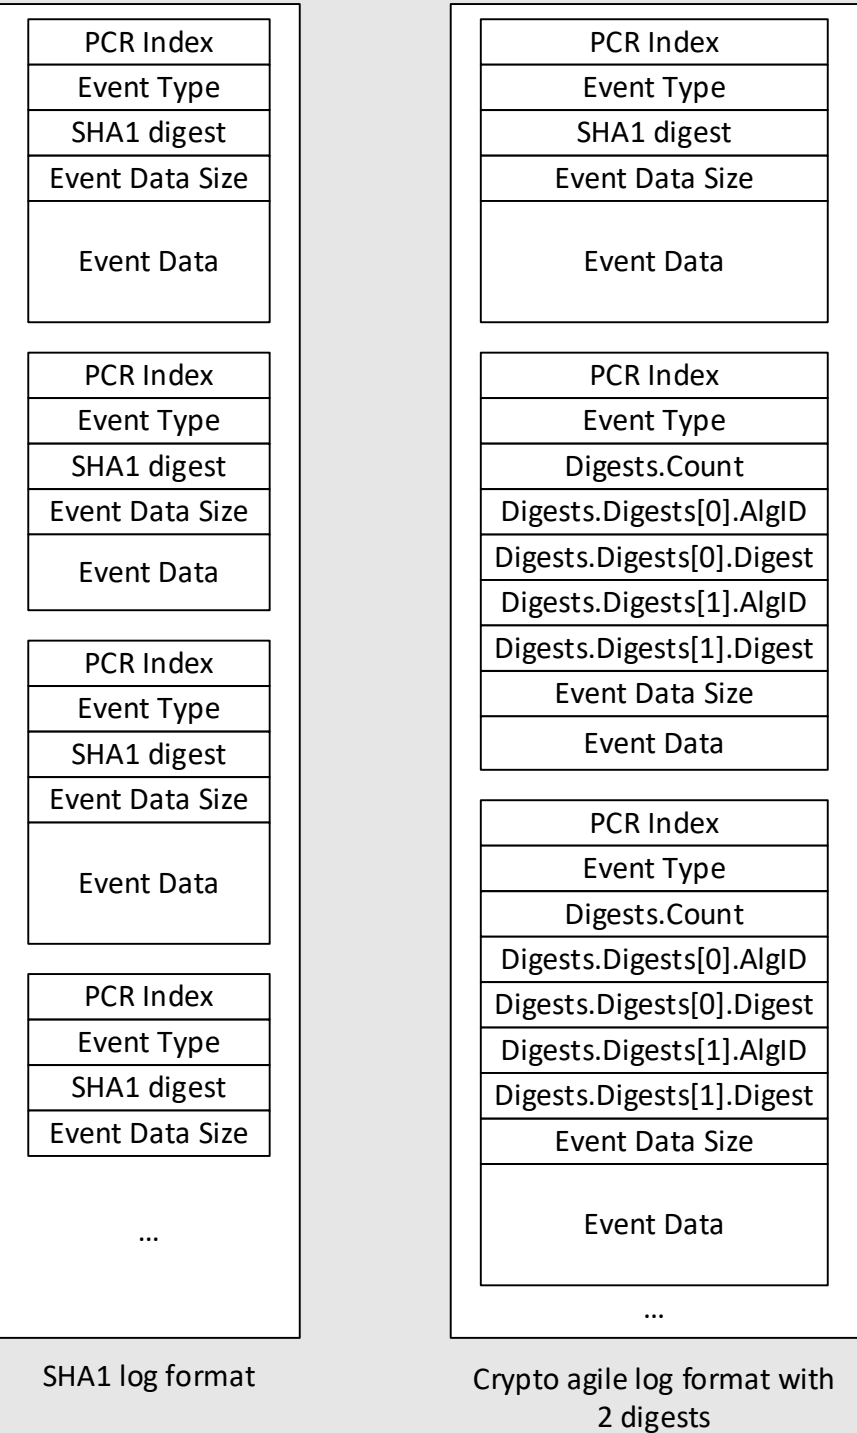 PCR Index
Event Type
SHA1 digest
Event Data Size
Event Data
PCR Index
Event Type
SHA1 digest
Event Data Size
Event Data
PCR Index
Event Type
SHA1 digest
Event Data Size
Event Data
PCR Index
Event Type
SHA1 digest
Event Data Size
...
SHA1 log format
PCR Index
Event Type
SHA1 digest
Event Data Size
Event Data
PCR Index
Event Type
Digests.Count
Digests.Digests[0].AlgID
Digests.Digests[0].Digest
Digests.Digests[1].AlgID
Digests.Digests[1].Digest
Event Data Size
Event Data
PCR Index
Event Type
Digests.Count
Digests.Digests[0].AlgID
Digests.Digests[0].Digest
Digests.Digests[1].AlgID
Digests.Digests[1].Digest
Event Data Size
Event Data
...
Crypto agile log format with
2 digests